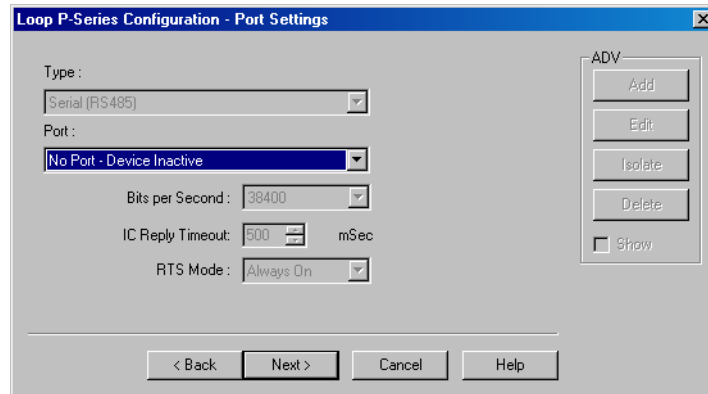 Loop P-Series Configuration - Port Settings
Type :
Serial (RS485)
Port :
No Port - Device Inactive
Bits per Second : 38400
IC Reply Timeout: 500 mSec
RTS Mode : Always On
ADV
Add
Edit
Isolate
Delete
Show
< Back Next > Cancel Help